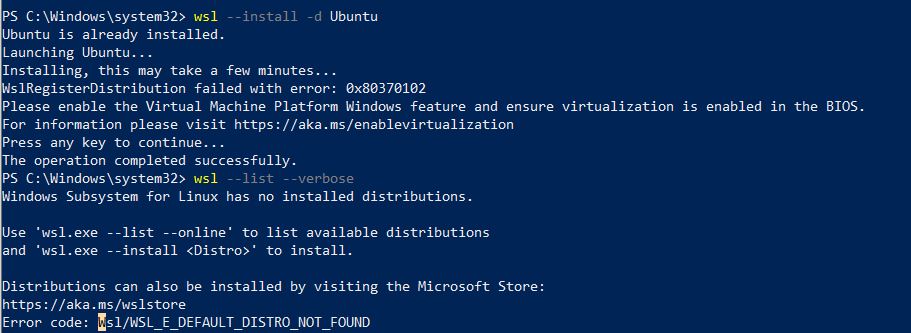 PS C:\Windows\system32> wsl --install -d Ubuntu
Ubuntu is already installed.
Launching Ubuntu...
Installing, this may take a few minutes...
WslRegisterDistribution failed with error: 0x80370102
Please enable the Virtual Machine Platform Windows feature and ensure virtualization is enabled in the BIOS.
For information please visit https://aka.ms/enablevirtualization
Press any key to continue...
The operation completed successfully.
PS C:\Windows\system32> wsl --list --verbose
Windows Subsystem for Linux has no installed distributions.

Use 'wsl.exe --list --online' to list available distributions
and 'wsl.exe --install <Distro>' to install.

Distributions can also be installed by visiting the Microsoft Store:
https://aka.ms/wslstore
Error code: Wsl/WSL_E_DEFAULT_DISTRO_NOT_FOUND